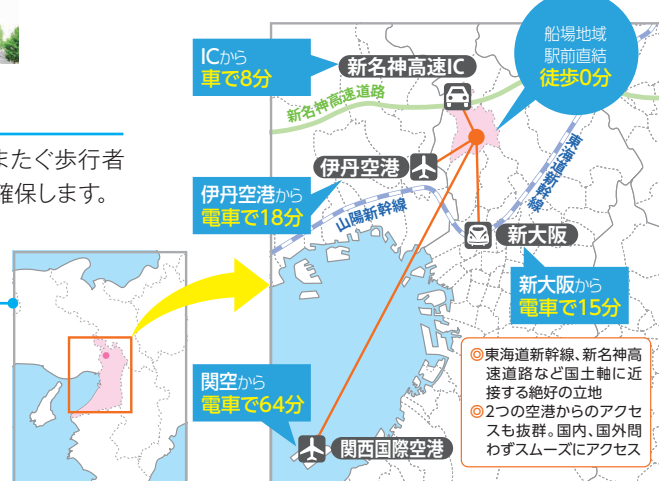 またぐ歩行者
確保します。
ICから
車で8分
新名神高速IC
船場地域
駅前直結
徒歩0分
新名神高速道路
伊丹空港
東海道新幹線
伊丹空港から
電車で18分
山陽新幹線
新大阪
新大阪から
電車で15分
関空から
電車で64分
関西国際空港
◎東海道新幹線、新名神高
速道路など国土軸に近
接する絶好の立地
◎2つの空港からのアクセ
スも抜群。国内、国外問
わずスムーズにアクセス